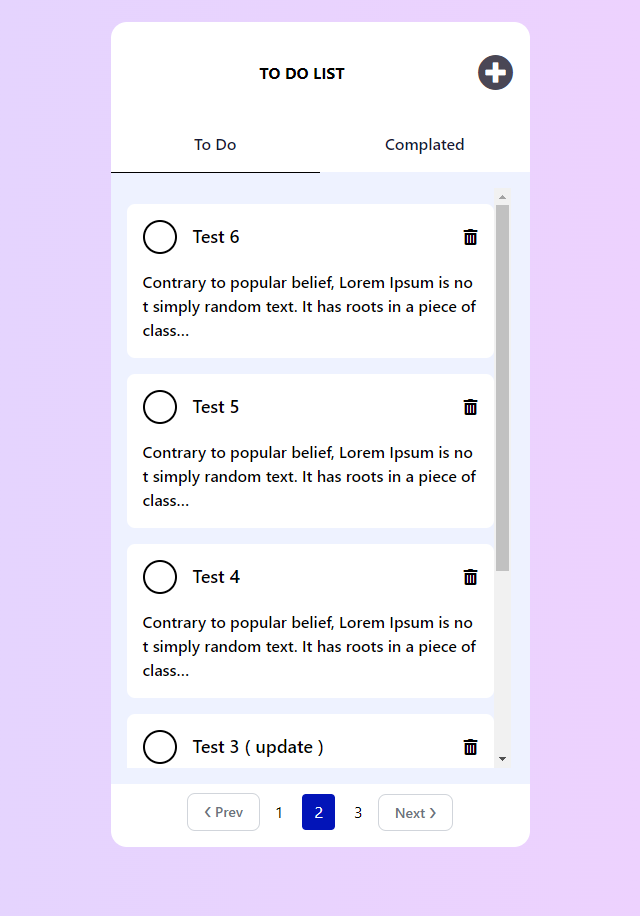 TO DO LIST
To Do
Complated
Test 6
Contrary to popular belief, Lorem Ipsum is no
t simply random text. It has roots in a piece of
class...
Test 5
Contrary to popular belief, Lorem Ipsum is no
t simply random text. It has roots in a piece of
class...
Test 4
Contrary to popular belief, Lorem Ipsum is no
t simply random text. It has roots in a piece of
class...
Test 3 ( update )
Prev 1 2 3 Next